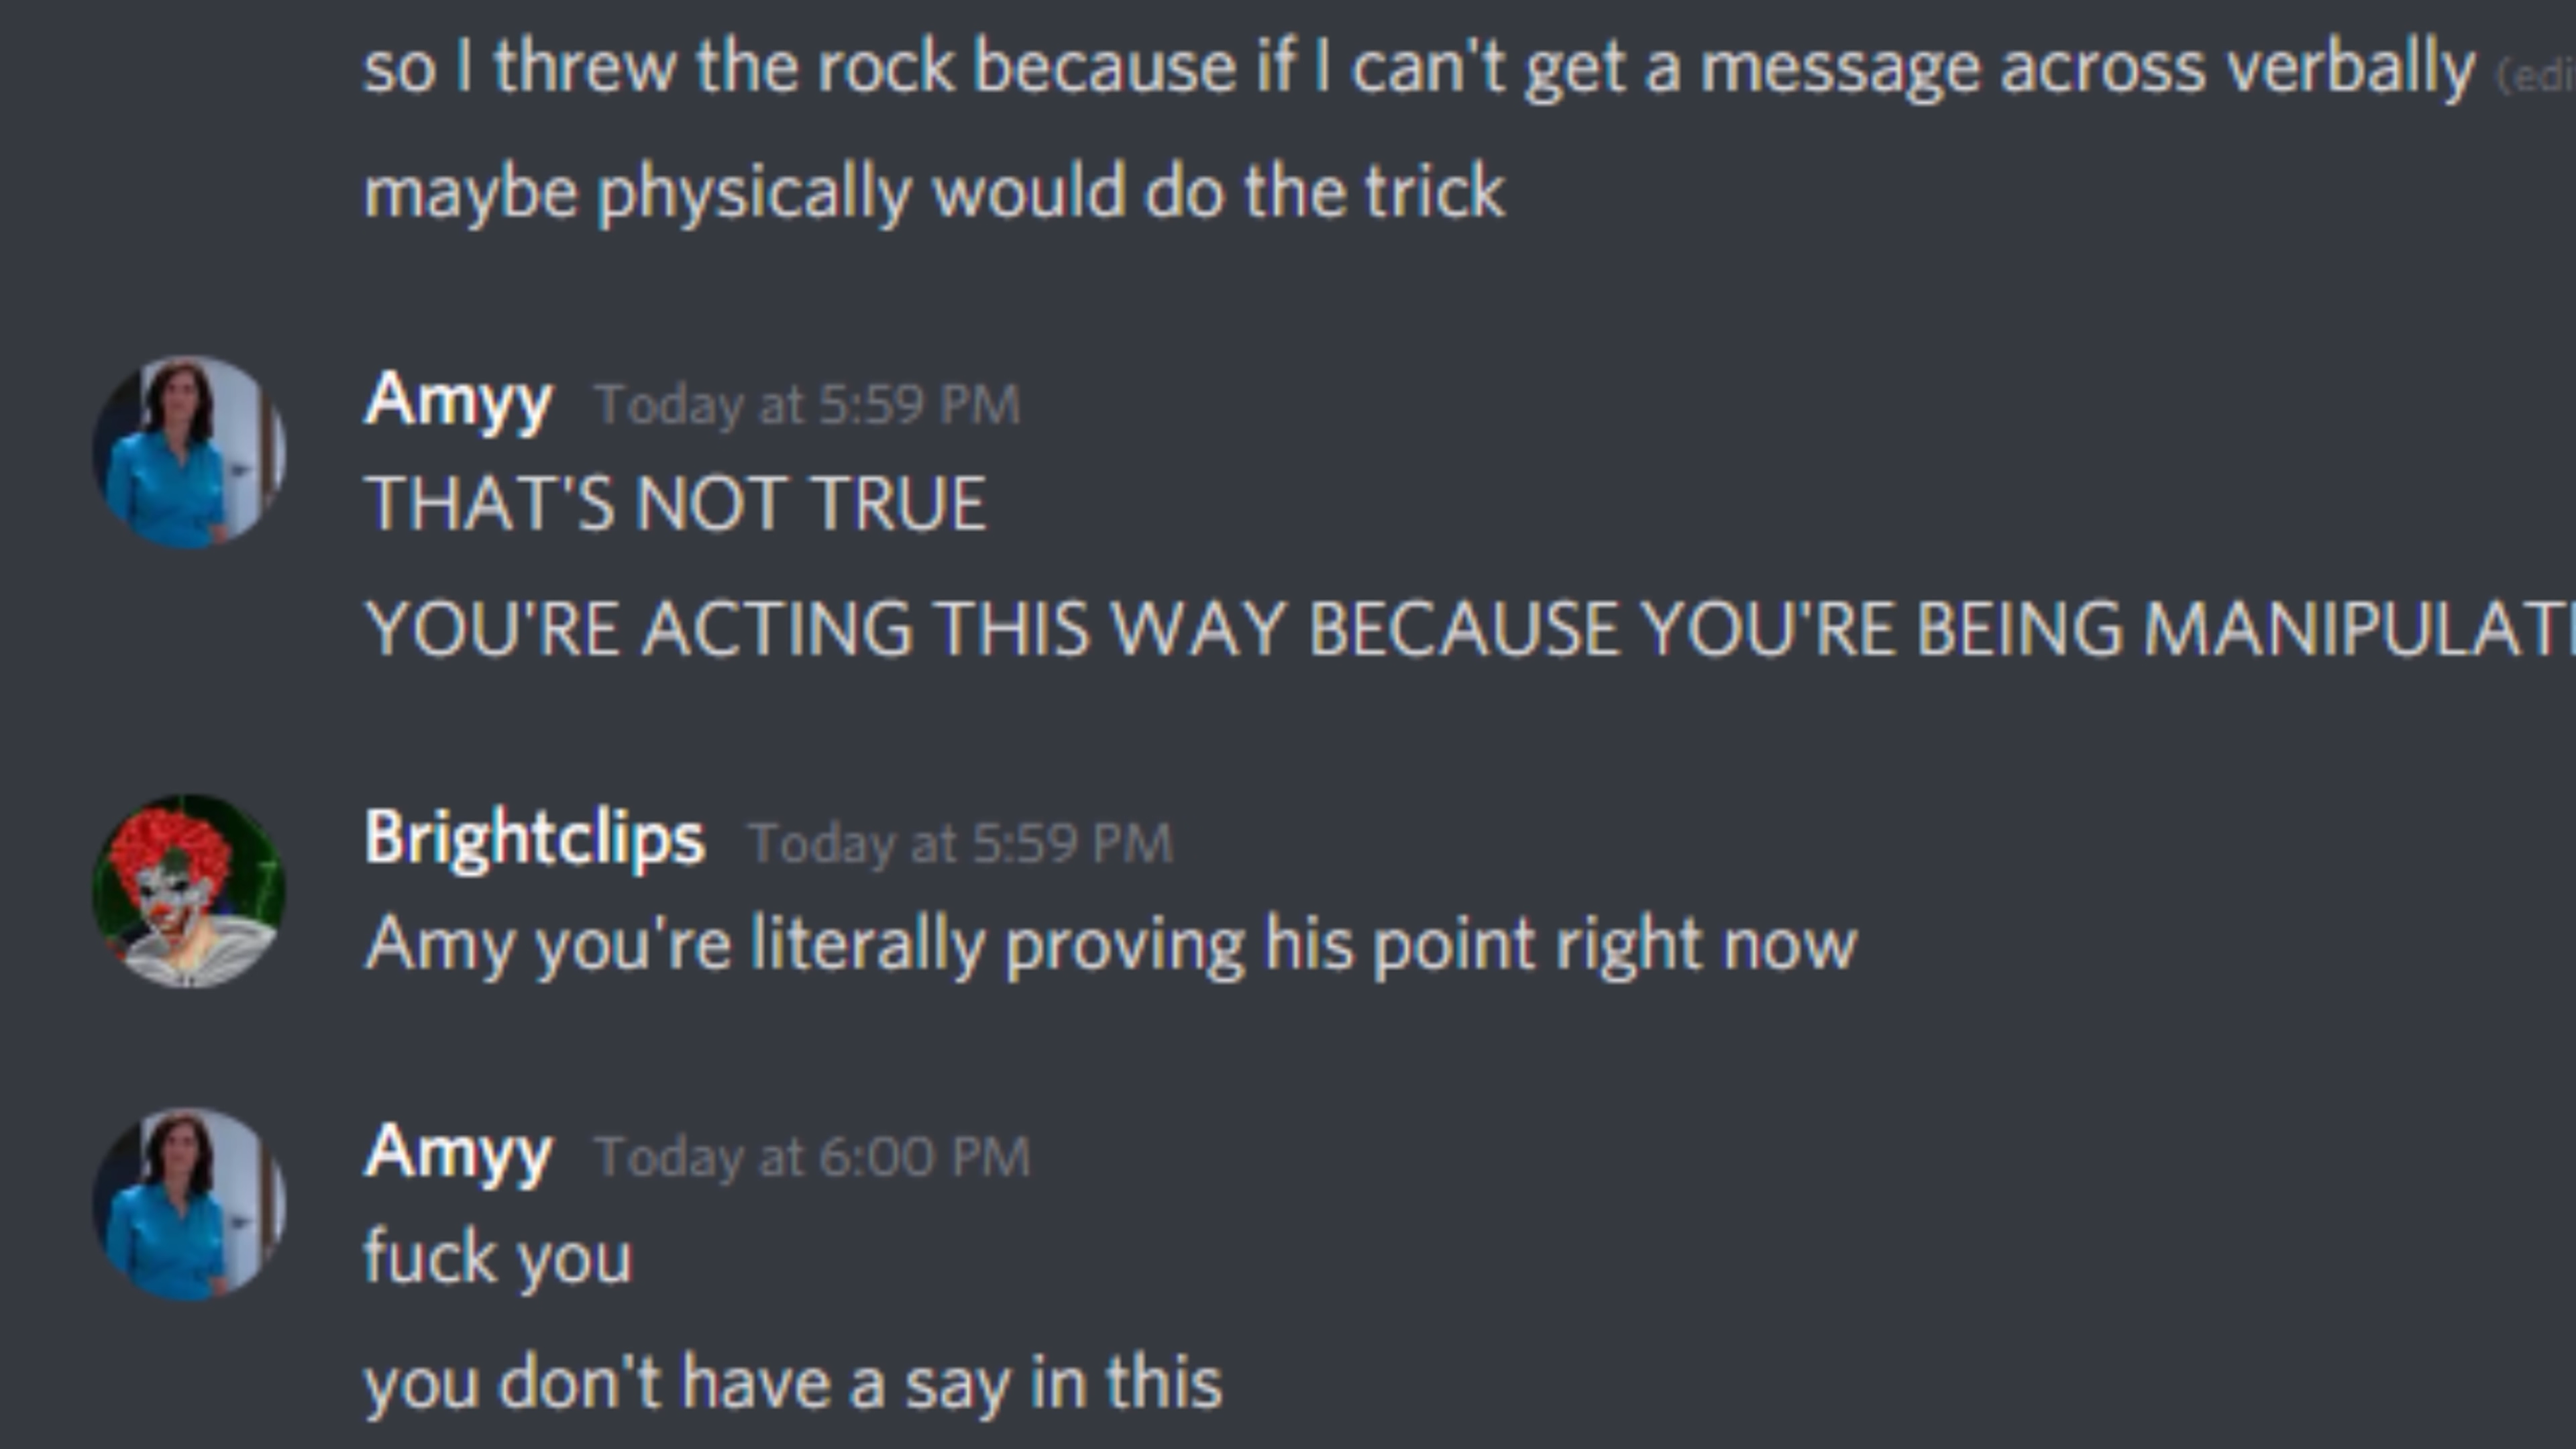 so I threw the rock because if I can't get a message across verbally (edi
maybe physically would do the trick
Amyy Today at 5:59 PM
THAT'S NOT TRUE
YOU'RE ACTING THIS WAY BECAUSE YOU'RE BEING MANIPULATE
Brightclips Today at 5:59 PM
Amy you're literally proving his point right now
Amyy Today at 6:00 PM
fuck you
you don't have a say in this